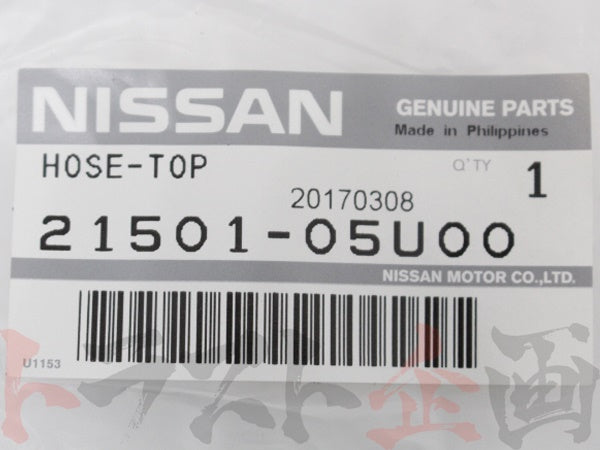 NISSAN
GENUINE PARTS
Made in Philippines
HOSE-TOP
Q'TY 1
20170308
21501-05U00
NISSAN MOTOR CO.,LTD.
U1153
トラスト企画